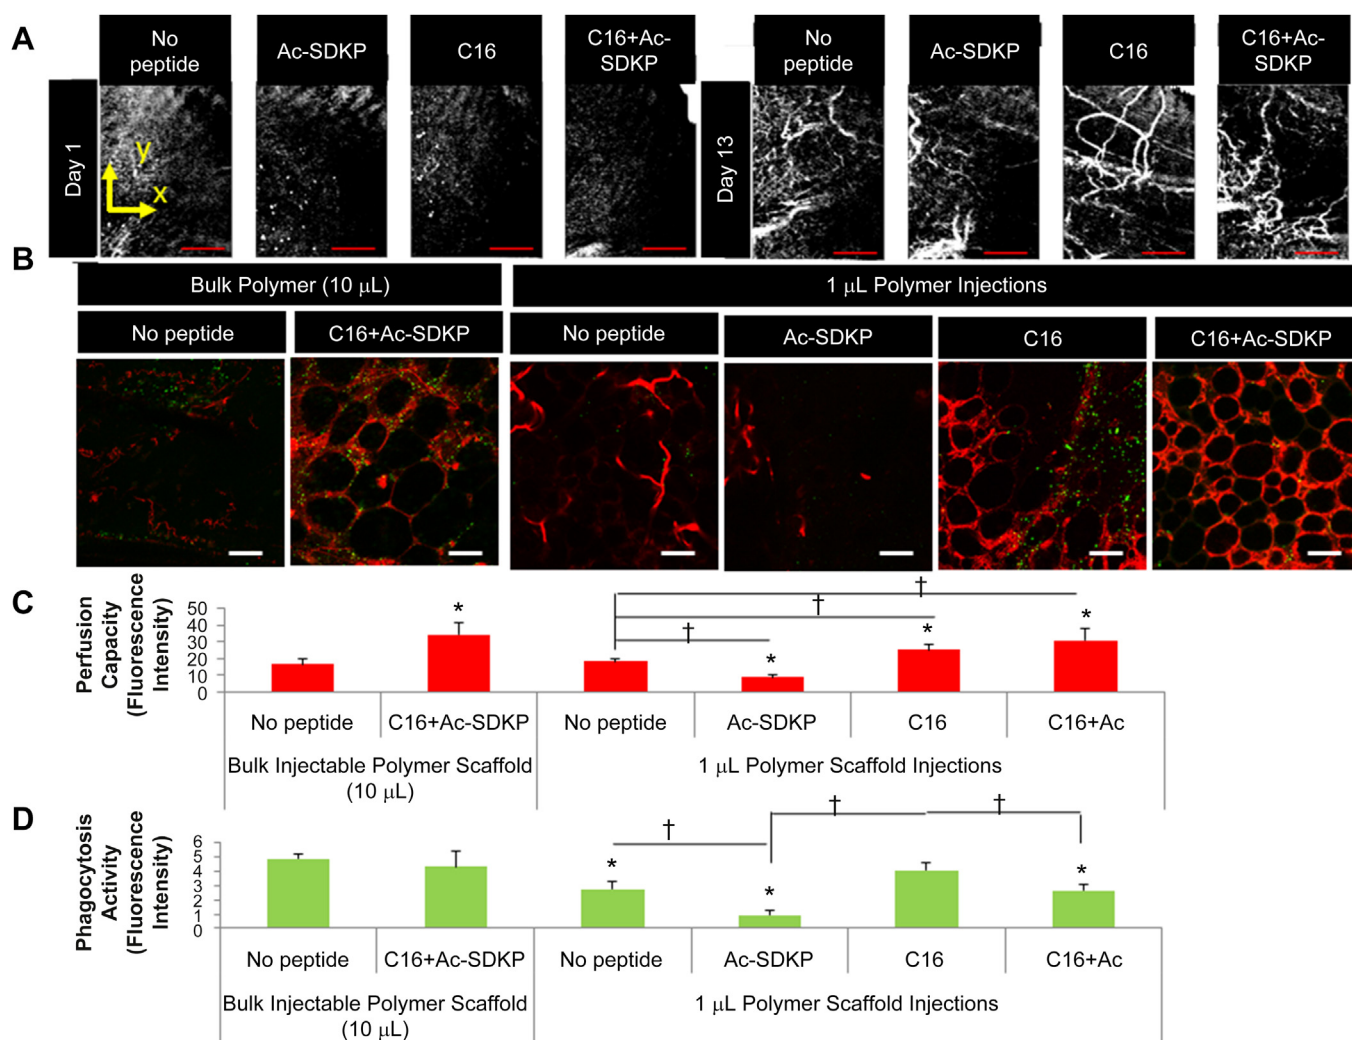 A
No
peptide
Ac-SDKP
C16
C16+Ac-
SDKP
No
peptide
Ac-SDKP
C16
C16+Ac-
SDKP
Day 1
y
x
Day 13
B
Bulk Polymer (10 μL)
1 μL Polymer Injections
No peptide
C16+Ac-SDKP
No peptide
Ac-SDKP
C16
C16+Ac-SDKP
C
Perfusion
Capacity
(Fluorescence
Intensity)
50
40
30
20
10
0
*
†
†
†
*
*
*
No peptide
C16+Ac-SDKP
No peptide
Ac-SDKP
C16
C16+Ac
Bulk Injectable Polymer Scaffold
(10 μL)
1 μL Polymer Scaffold Injections
D
Phagocytosis
Activity
(Fluorescence
Intensity)
6
5
4
3
2
1
0
†
†
†
*
*
*
No peptide
C16+Ac-SDKP
No peptide
Ac-SDKP
C16
C16+Ac
Bulk Injectable Polymer Scaffold
(10 μL)
1 μL Polymer Scaffold Injections